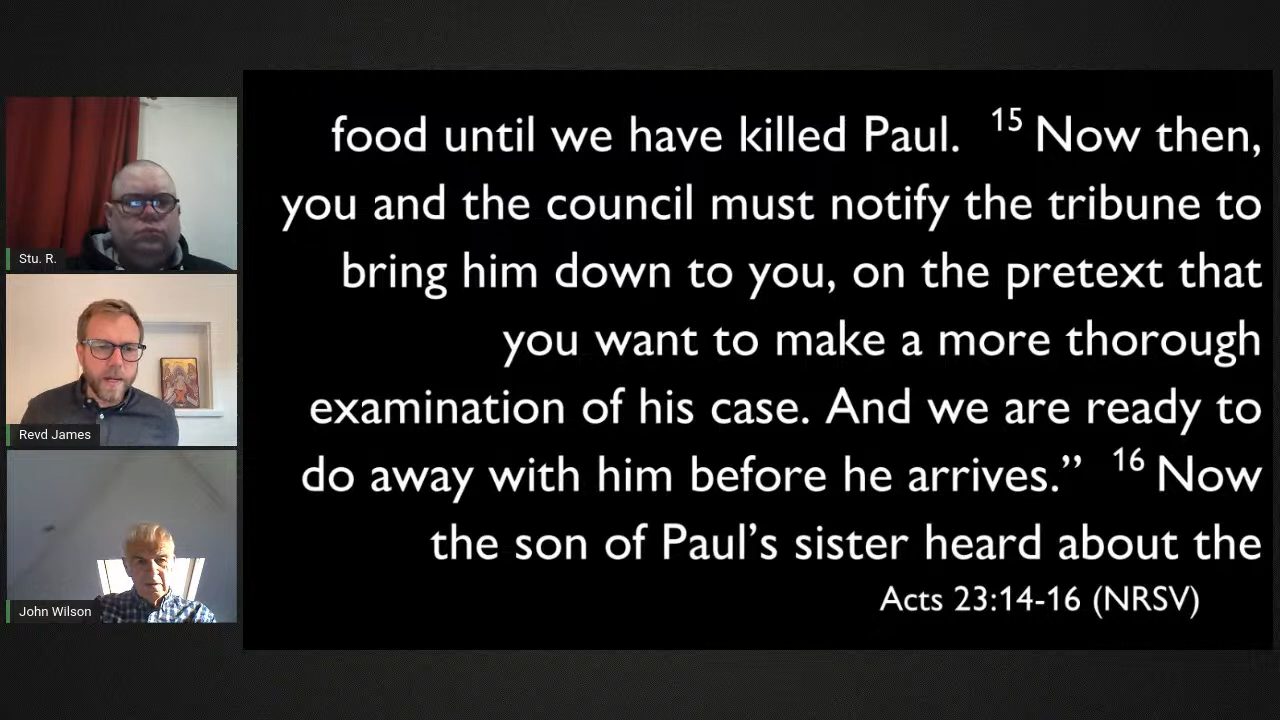 food until we have killed Paul. 15 Now then,
you and the council must notify the tribune to
bring him down to you, on the pretext that
you want to make a more thorough
examination of his case. And we are ready to
do away with him before he arrives.” 16 Now
the son of Paul’s sister heard about the
Acts 23:14-16 (NRSV)
Stu. R.
Revd James
John Wilson